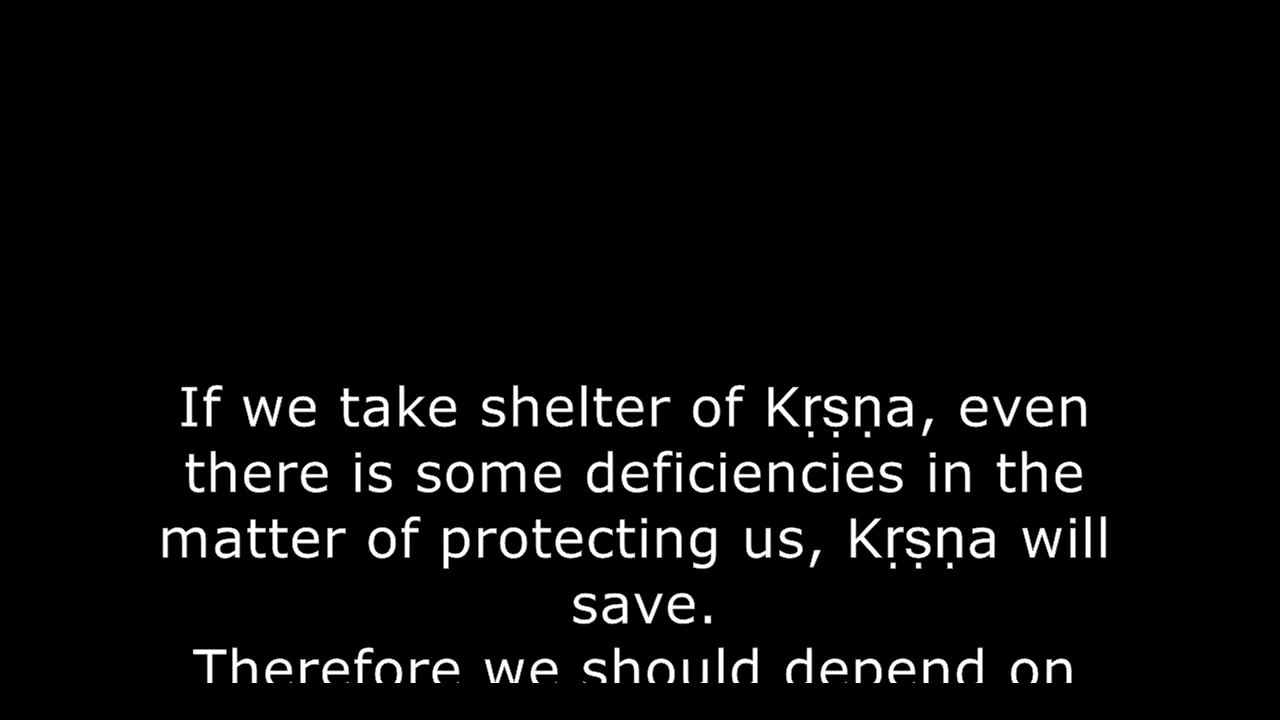 If we take shelter of Kṛṣṇa, even
there is some deficiencies in the
matter of protecting us, Kṛṣṇa will
save.
Therefore we should depend on